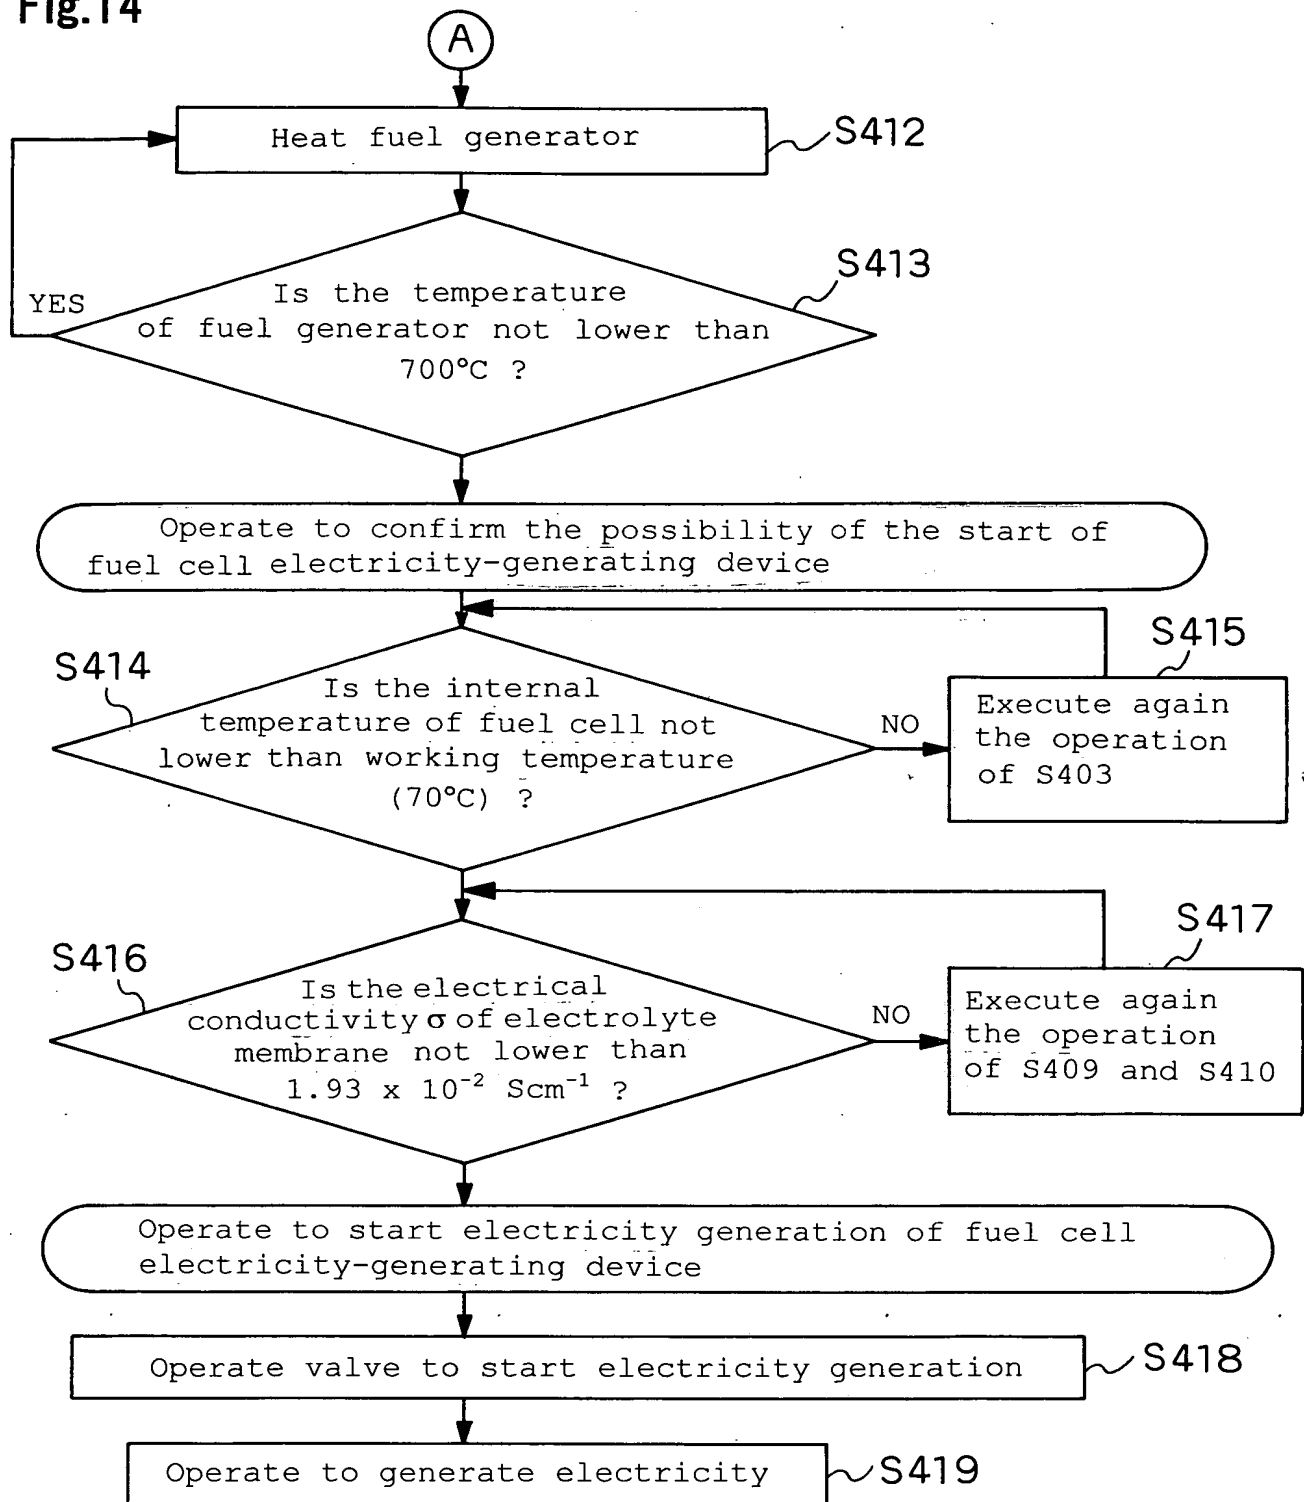 Fig.14
A
Heat fuel generator
S412
S413
Is the temperature
of fuel generator not lower than
700°C ?
YES
Operate to confirm the possibility of the start of
fuel cell electricity-generating device
S414
Is the internal
temperature of fuel cell not
lower than working temperature
(70°C) ?
NO
S415
Execute again
the operation
of S403
S416
Is the electrical
conductivity σ of electrolyte
membrane not lower than
1.93 x 10⁻² Scm⁻¹ ?
NO
S417
Execute again
the operation
of S409 and S410
Operate to start electricity generation of fuel cell
electricity-generating device
Operate valve to start electricity generation
S418
Operate to generate electricity
S419